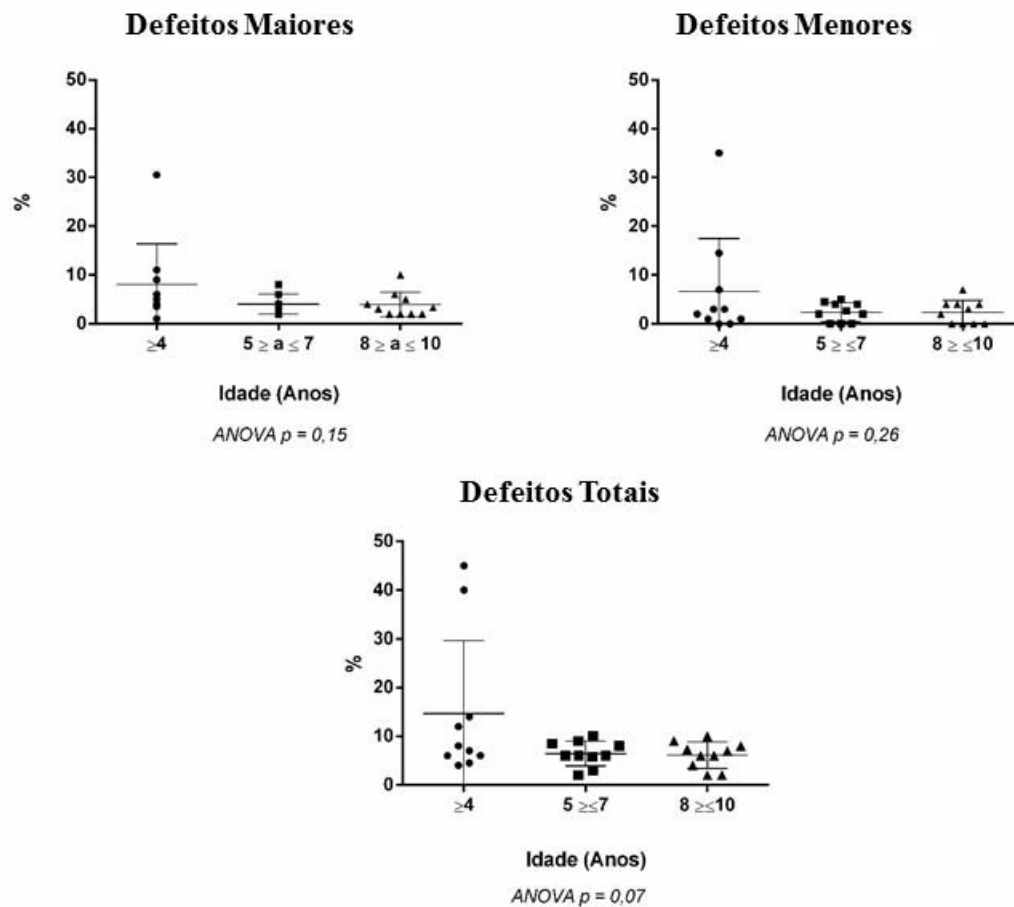 Defeitos Maiores
50
40
30
20
10
0
%
≥4 5 ≥ a ≤ 7 8 ≥ a ≤ 10
Idade (Anos)
ANOVA p = 0,15
Defeitos Menores
50
40
30
20
10
0
%
≥4 5 ≥ ≤7 8 ≥ ≤10
Idade (Anos)
ANOVA p = 0,26
Defeitos Totais
50
40
30
20
10
0
%
≥4 5 ≥≤7 8 ≥≤10
Idade (Anos)
ANOVA p = 0,07